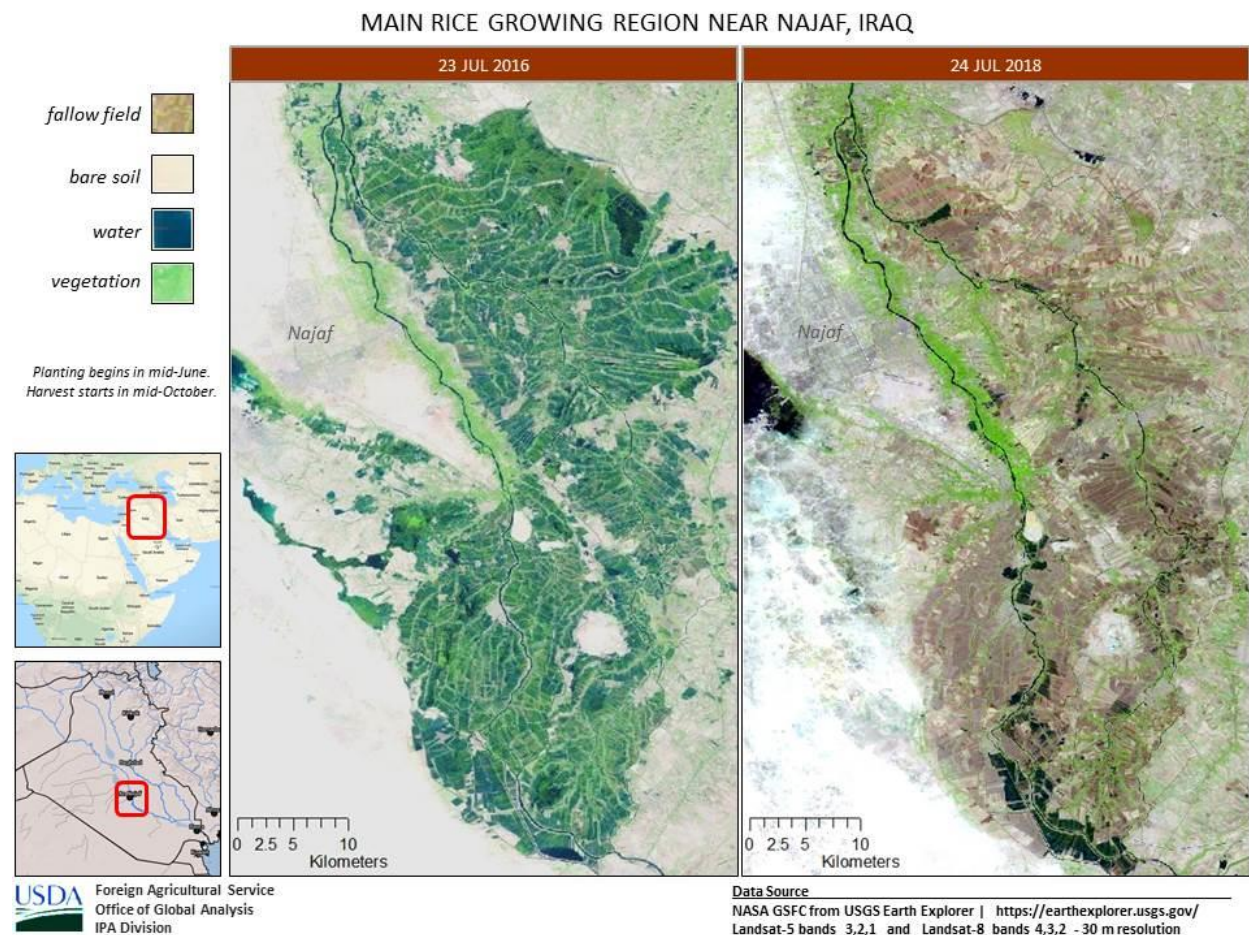 MAIN RICE GROWING REGION NEAR NAJAF, IRAQ
23 JUL 2016
24 JUL 2018
fallow field
bare soil
water
vegetation
Planting begins in mid-June.
Harvest starts in mid-October.
Najaf
Najaf
0 2.5 5 10
Kilometers
0 2.5 5 10
Kilometers
USDA
Foreign Agricultural Service
Office of Global Analysis
IPA Division
Data Source
NASA GSFC from USGS Earth Explorer | https://earthexplorer.usgs.gov/
Landsat-5 bands 3,2,1 and Landsat-8 bands 4,3,2 - 30 m resolution